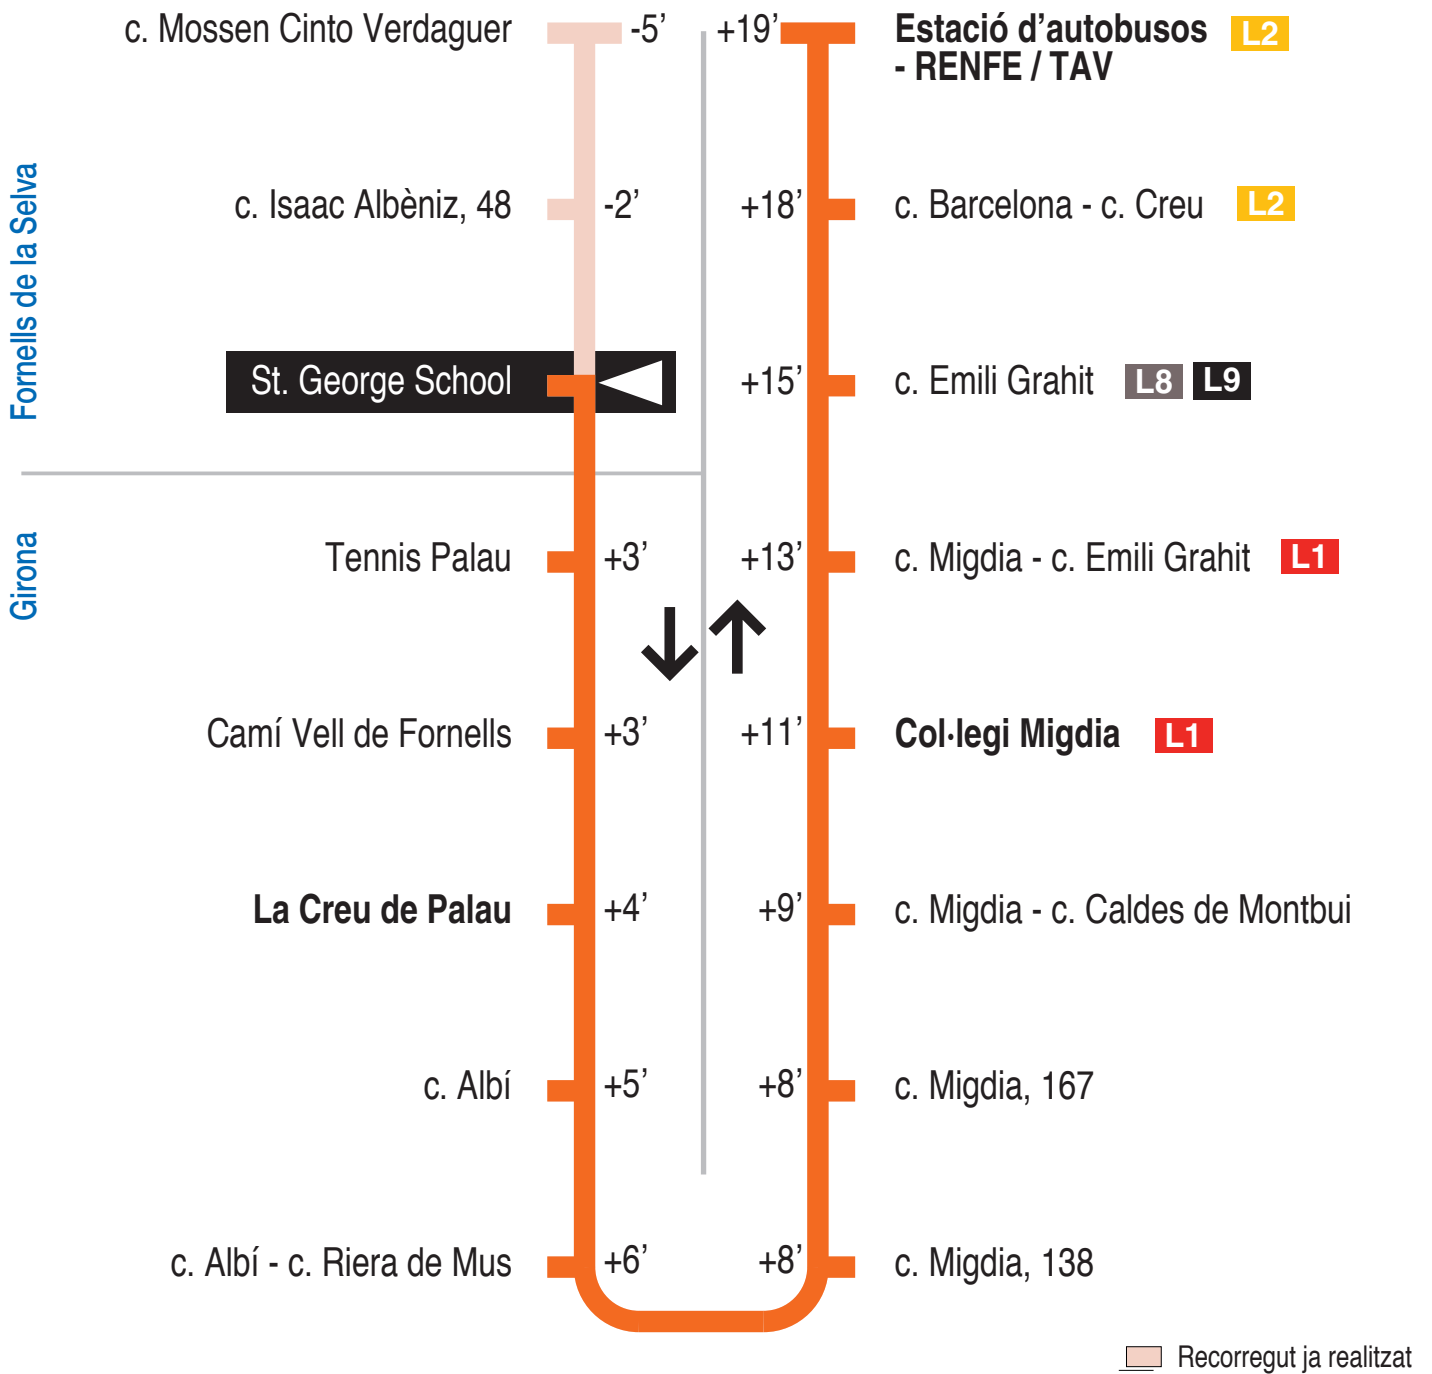 c. Mossen Cinto Verdaguer -5’
c. Isaac Albèniz, 48 -2’
St. George School
Tennis Palau +3’
Camí Vell de Fornells +3’
La Creu de Palau +4’
c. Albí +5’
c. Albí - c. Riera de Mus +6’
Fornells de la Selva
Girona
+19’ Estació d’autobusos L2
- RENFE / TAV
+18’ c. Barcelona - c. Creu L2
+15’ c. Emili Grahit L8 L9
+13’ c. Migdia - c. Emili Grahit L1
+11’ Col·legi Migdia L1
+9’ c. Migdia - c. Caldes de Montbui
+8’ c. Migdia, 167
+8’ c. Migdia, 138
Recorregut ja realitzat